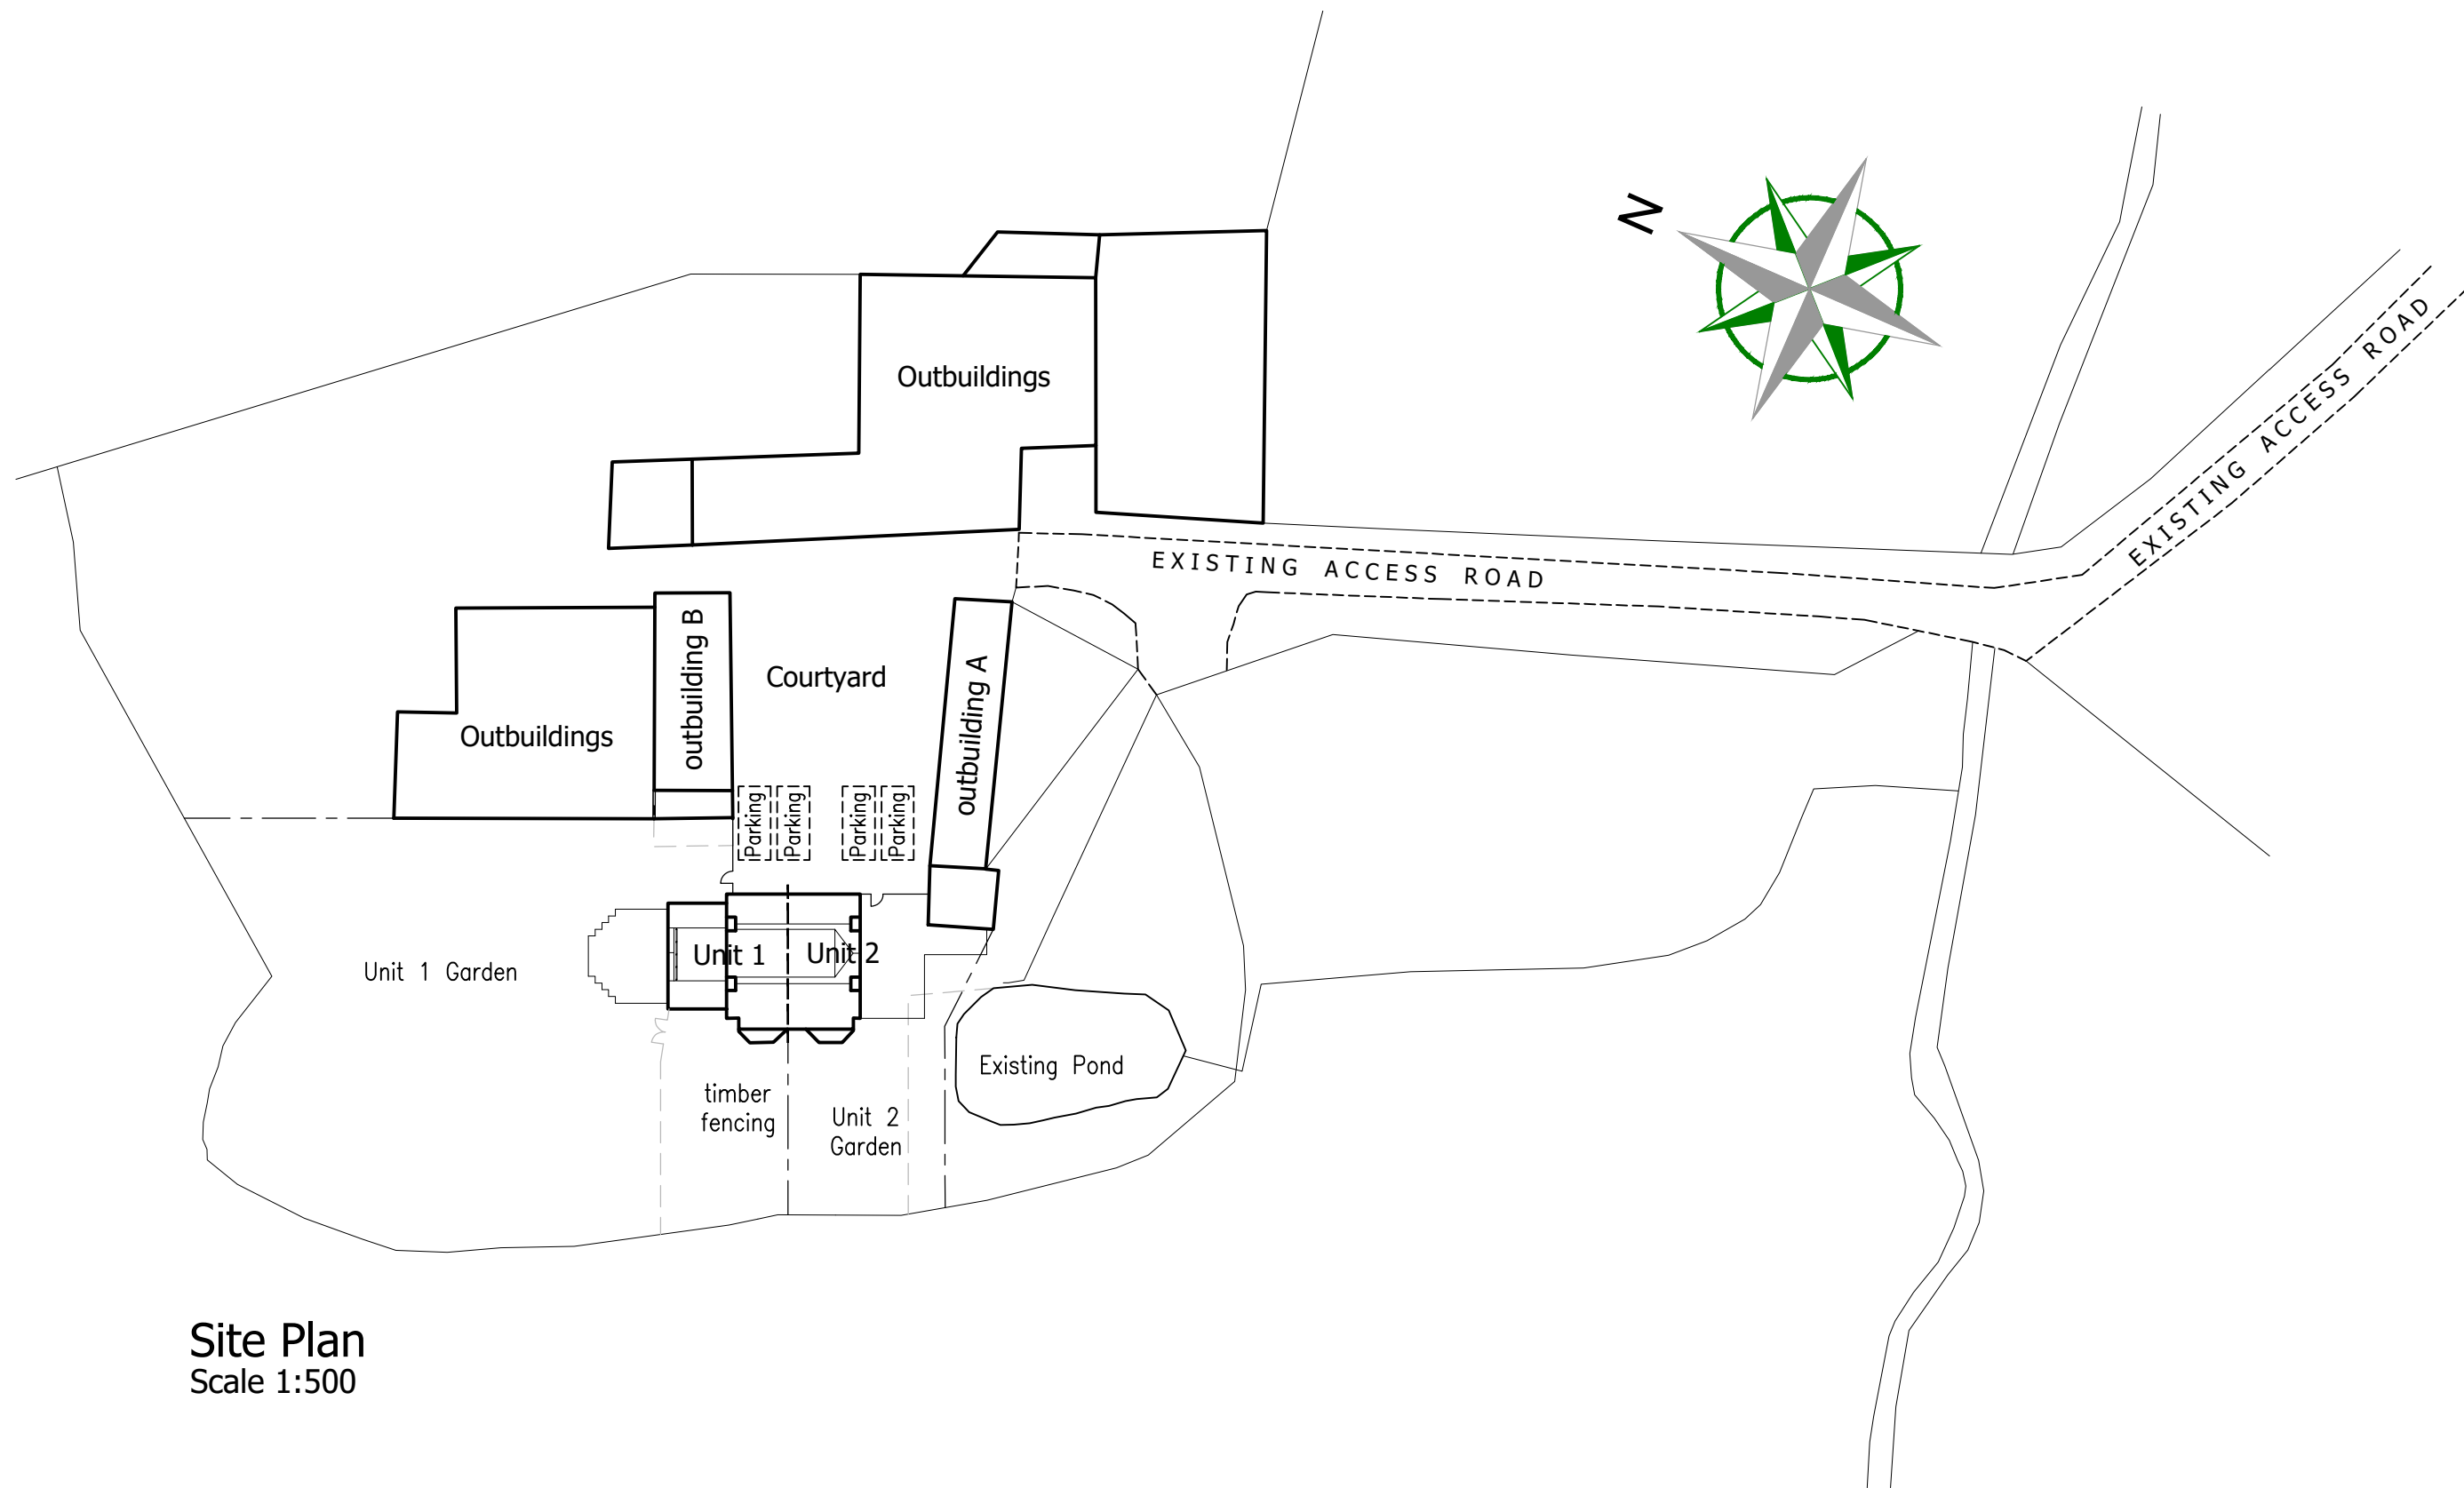 N
EXISTING ACCESS ROAD
Outbuildings
EXISTING ACCESS ROAD
outbuilding B
Courtyard
outbuilding A
Outbuildings
Parking
Parking
Parking
Parking
Unit 1
Unit 2
Unit 1 Garden
Existing Pond
timber
fencing
Unit 2
Garden
Site Plan
Scale 1:500